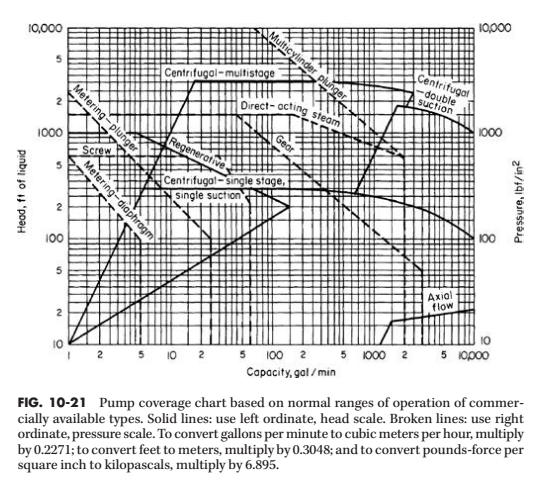 10,000
5
2
1000
5
2
100
5
2
10
Head, ft of liquid
10,000
1000
100
10
Pressure, lbf/in2
1 2 5 10 2 5 100 2 5 1000 2 5 10,000
Capacity, gal/min
Multicylinder plunger
Centrifugal–multistage
Centrifugal
–double
suction
Metering–plunger
Direct-acting steam
Gear
Regenerative
Screw
Metering–diaphragm
Centrifugal–single stage,
single suction
Axial
flow
FIG. 10-21 Pump coverage chart based on normal ranges of operation of commer-
cially available types. Solid lines: use left ordinate, head scale. Broken lines: use right
ordinate, pressure scale. To convert gallons per minute to cubic meters per hour, multiply
by 0.2271; to convert feet to meters, multiply by 0.3048; and to convert pounds-force per
square inch to kilopascals, multiply by 6.895.